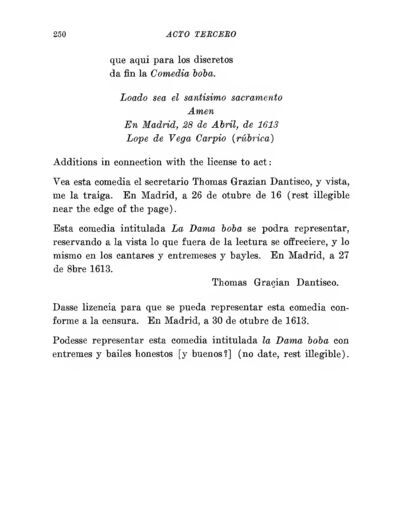 250 ACTO TERCERO
que aqui para los discretos
da fin la Comedia boba.
Loado sea el santisimo sacramento
Amen
En Madrid, 28 de Abril, de 1613
Lope de Vega Carpio (rúbrica)
Additions in connection with the license to act:
Vea esta comedia el secretario Thomas Grazian Dantisco, y vista,
me la traiga. En Madrid, a 26 de otubre de 16 (rest illegible
near the edge of the page).
Esta comedia intitulada La Dama boba se podra representar,
reservando a la vista lo que fuera de la lectura se offreciere, y lo
mismo en los cantares y entremeses y bayles. En Madrid, a 27
de 8bre 1613.
Thomas Graçian Dantisco.
Dasse lizencia para que se pueda representar esta comedia con-
forme a la censura. En Madrid, a 30 de otubre de 1613.
Podesse representar esta comedia intitulada la Dama boba con
entremes y bailes honestos [y buenos?] (no date, rest illegible).